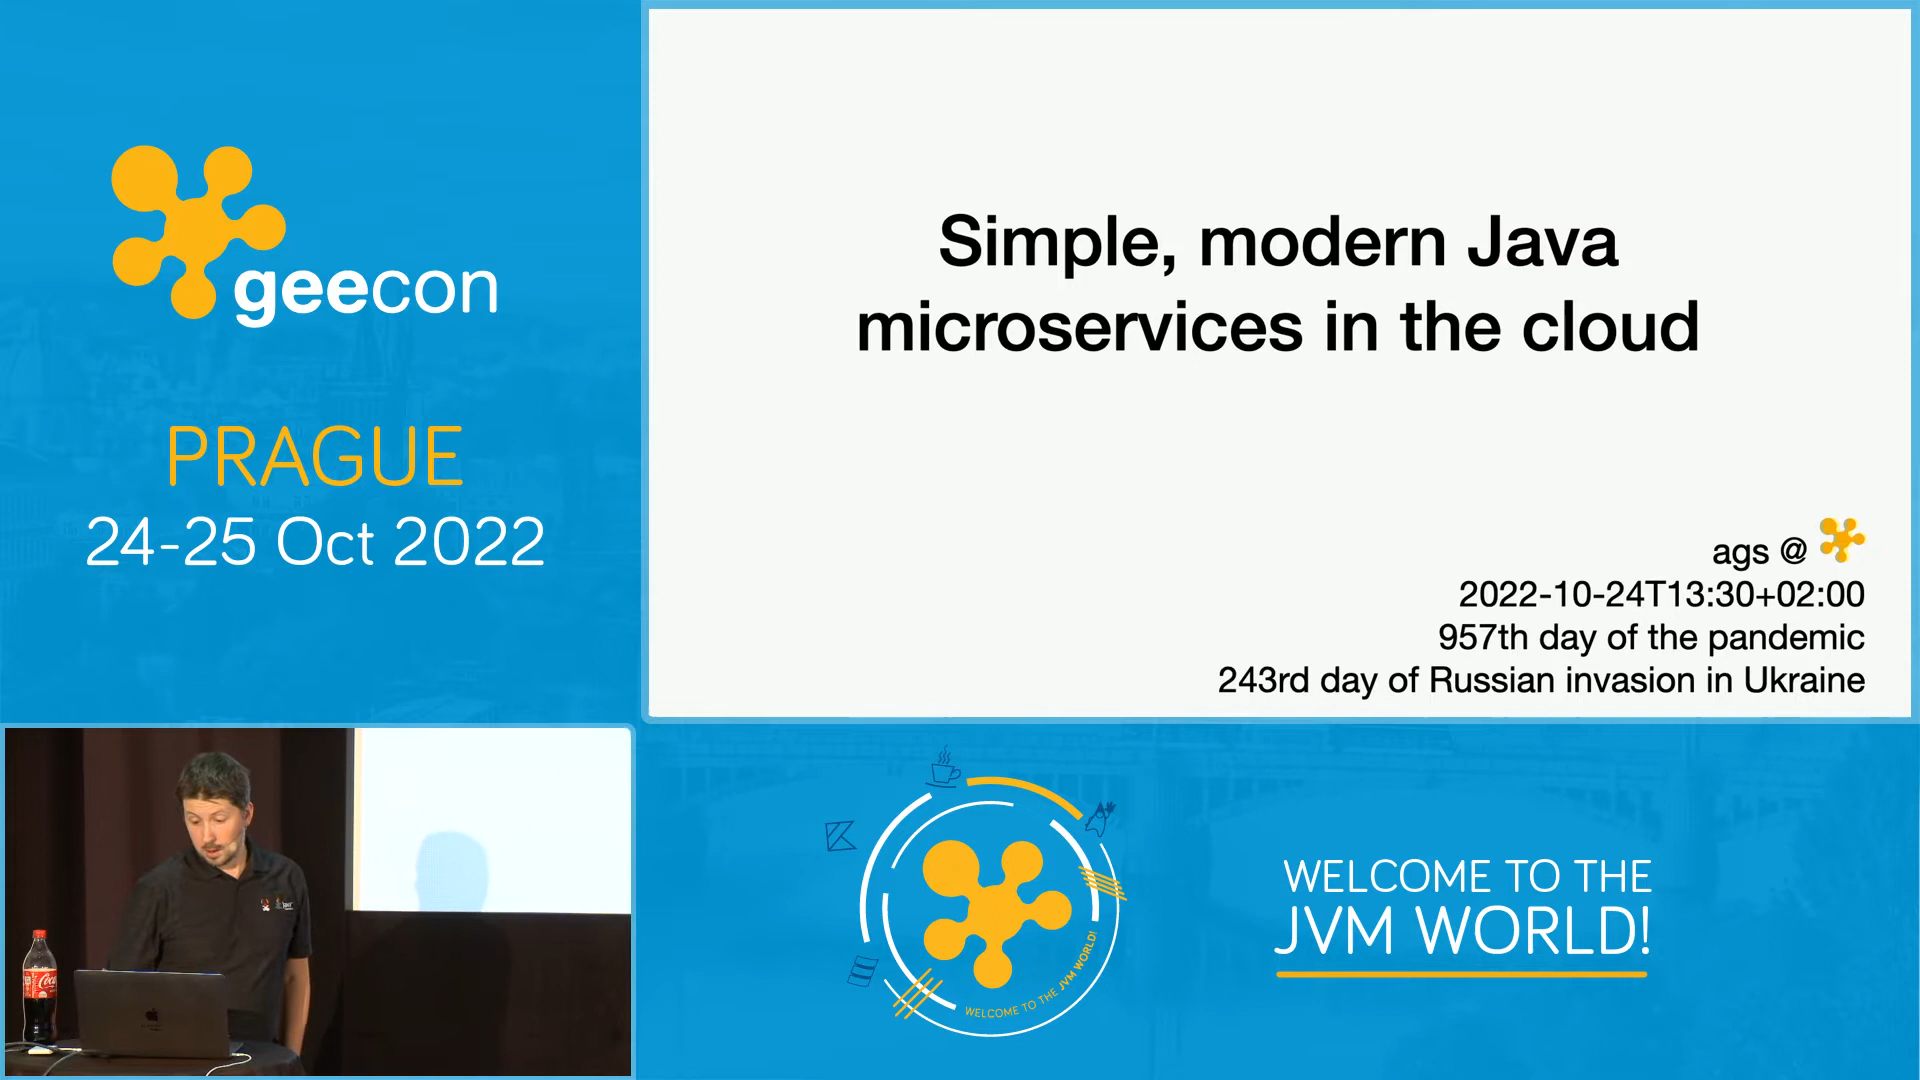 geecon
PRAGUE
24-25 Oct 2022
Simple, modern Java
microservices in the cloud
ags @
2022-10-24T13:30+02:00
957th day of the pandemic
243rd day of Russian invasion in Ukraine
Coca
Java
WELCOME TO THE JVM WORLD!
WELCOME TO THE
JVM WORLD!